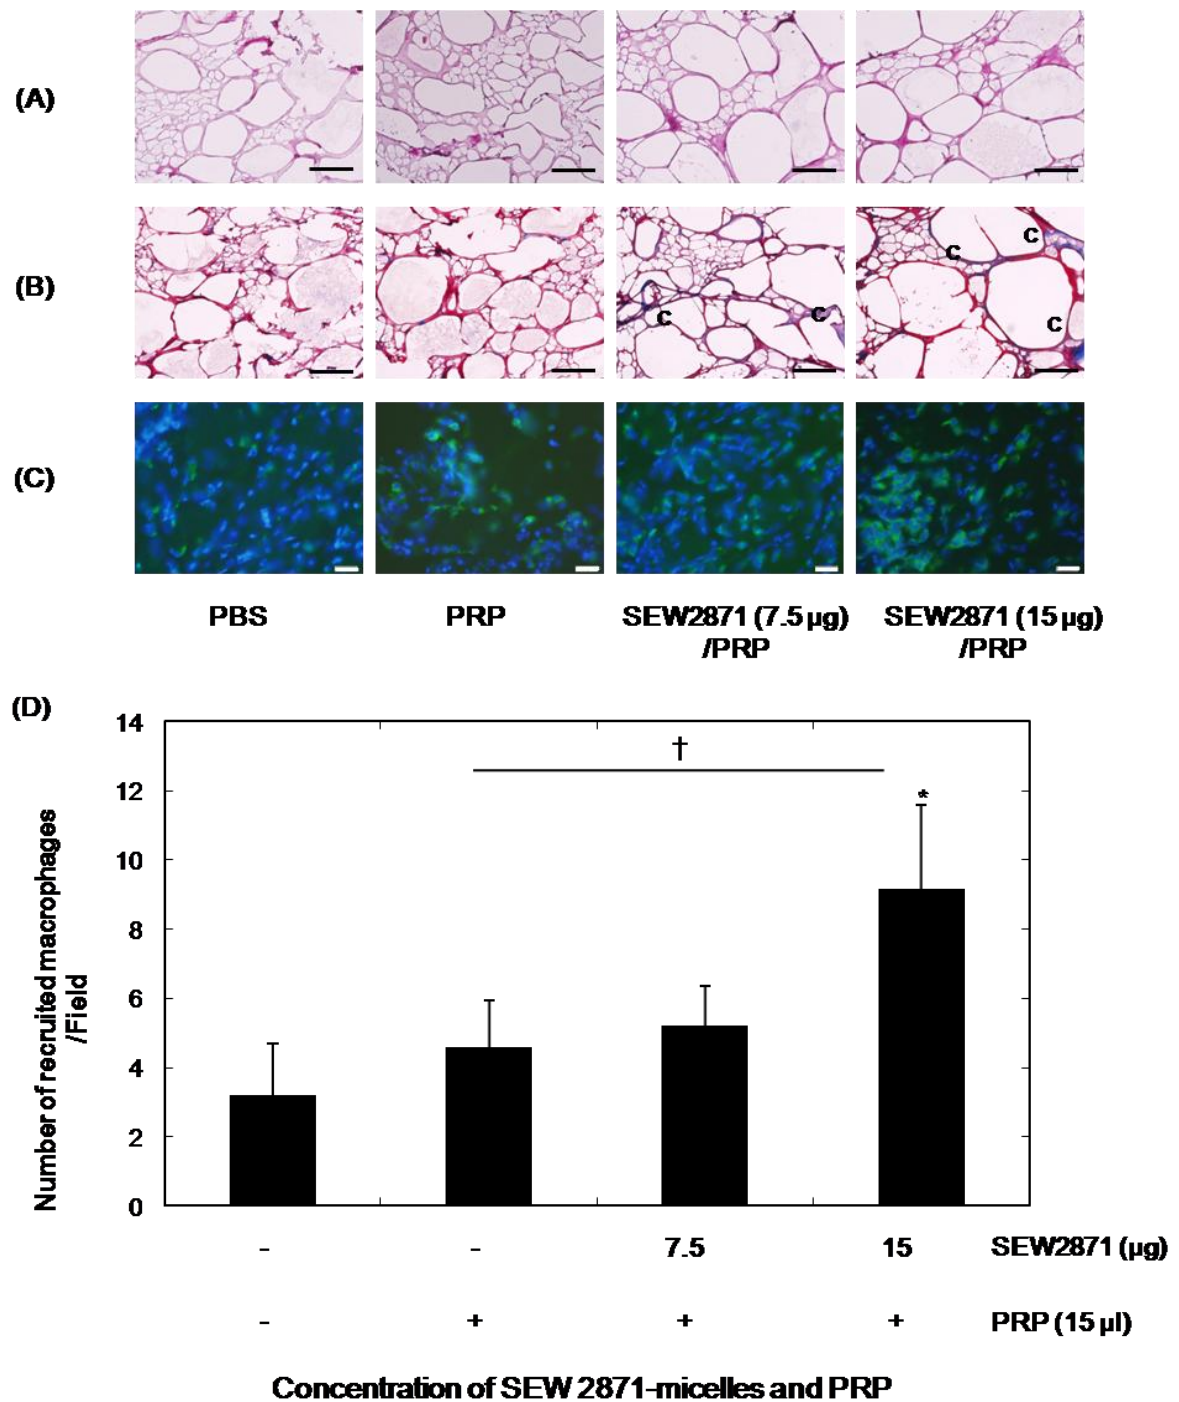 (A)
(B)
C C C C C
(C)
PBS PRP SEW2871 (7.5 µg) SEW2871 (15 µg)
/PRP /PRP
(D)
14
12
10
8
6
4
2
0
†
*
Number of recruited macrophages
/Field
- - 7.5 15 SEW2871 (µg)
- + + + PRP (15 µl)
Concentration of SEW 2871-micelles and PRP